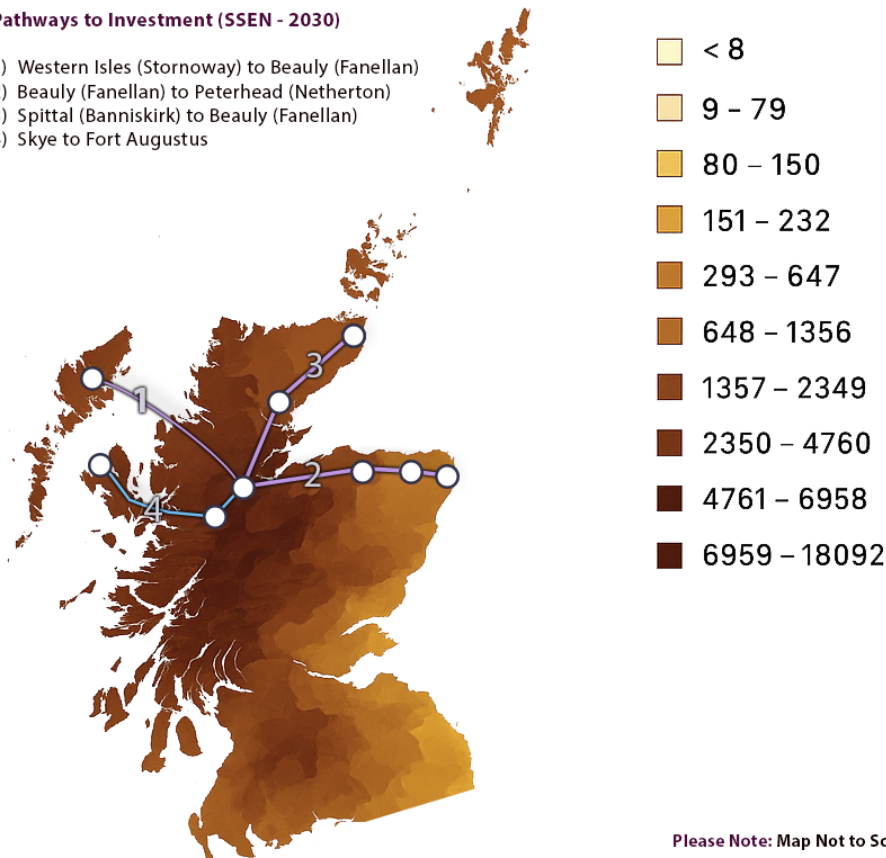 Pathways to Investment (SSEN - 2030)
) Western Isles (Stornoway) to Beauly (Fanellan)
) Beauly (Fanellan) to Peterhead (Netherton)
) Spittal (Banniskirk) to Beauly (Fanellan)
) Skye to Fort Augustus
< 8
9 – 79
80 – 150
151 – 232
293 – 647
648 – 1356
1357 – 2349
2350 – 4760
4761 – 6958
6959 – 18092
3
1
2
4
Please Note: Map Not to Sc